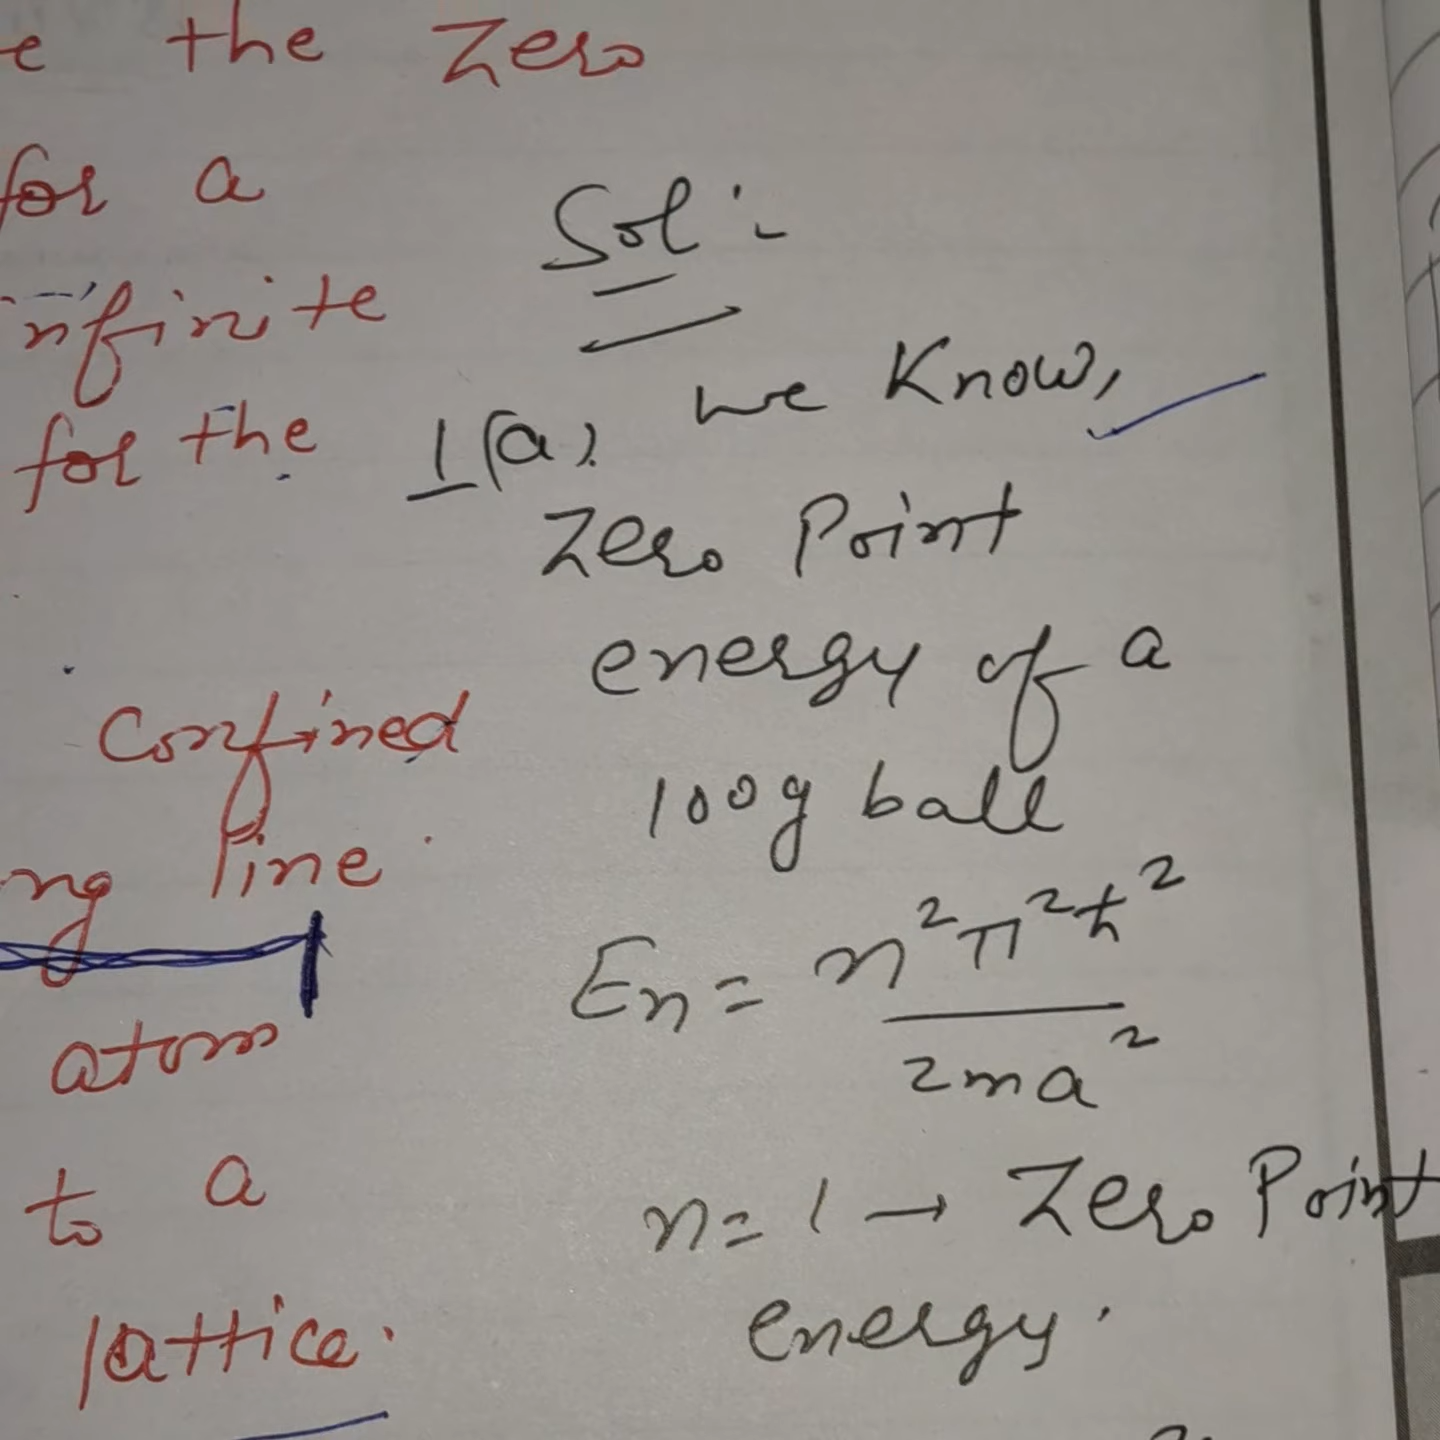 e the Zero
for a
infinite
for the
Confined
ng line
atom
to a
lattice.
Sol:-
1(a). we Know,
Zero Point
energy of a
100g ball
En = n²π²ħ²
2ma²
n=1 → Zero Point
energy.